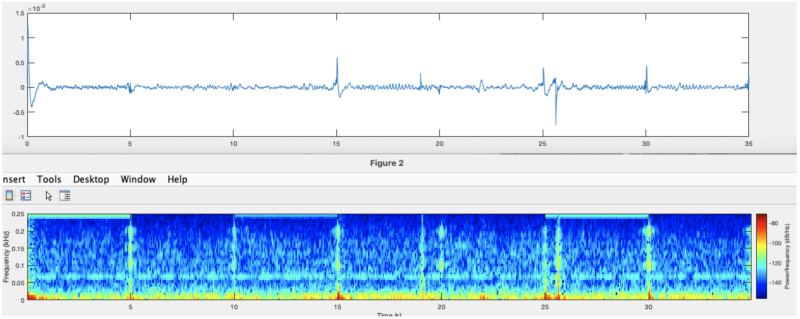 ×10⁻³
1.5
1
0.5
0
-0.5
-1
0 5 10 15 20 25 30 35
Figure 2
nsert Tools Desktop Window Help
0.25
0.2
0.15
0.1
0.05
0
Frequency (kHz)
-80
-100
-120
-140
Power/frequency (dB/Hz)
5 10 15 20 25 30
Time (s)